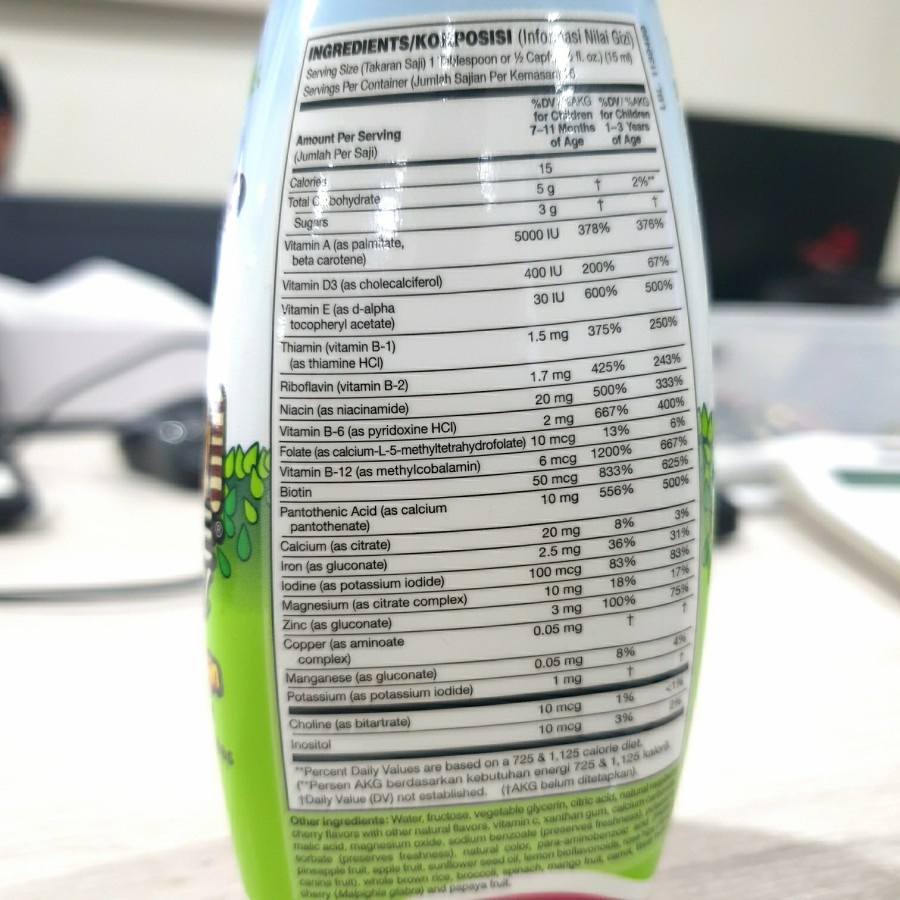 INGREDIENTS/KOMPOSISI (Informasi Nilai Gizi)
Serving Size (Takaran Saji) 1 Tablespoon or ½ Capf fl. oz.) (15 ml)
Servings Per Container (Jumlah Sajian Per Kemasan)
%DV/%AKG %DV/%AKG
for Children for Children
7–11 Months 1–3 Years
of Age of Age
Amount Per Serving
(Jumlah Per Saji)
Calories 15 † 2%**
Total Carbohydrate 5 g † †
Sugars 3 g
Vitamin A (as palmitate, 5000 IU 378% 376%
beta carotene)
Vitamin D3 (as cholecalciferol) 400 IU 200% 67%
Vitamin E (as d-alpha 30 IU 600% 500%
tocopheryl acetate)
Thiamin (vitamin B-1) 1.5 mg 375% 250%
(as thiamine HCl)
Riboflavin (vitamin B-2) 1.7 mg 425% 243%
Niacin (as niacinamide) 20 mg 500% 333%
Vitamin B-6 (as pyridoxine HCl) 2 mg 667% 400%
Folate (as calcium-L-5-methyltetrahydrofolate) 10 mcg 13% 6%
Vitamin B-12 (as methylcobalamin) 6 mcg 1200% 667%
Biotin 50 mcg 833% 625%
Pantothenic Acid (as calcium 10 mg 556% 500%
pantothenate)
Calcium (as citrate) 20 mg 8% 3%
Iron (as gluconate) 2.5 mg 36% 31%
Iodine (as potassium iodide) 100 mcg 83% 83%
Magnesium (as citrate complex) 10 mg 18% 17%
Zinc (as gluconate) 3 mg 100% 75%
Copper (as aminoate 0.05 mg † †
complex)
Manganese (as gluconate) 0.05 mg 8% 4%
Potassium (as potassium iodide) 1 mg † †
Choline (as bitartrate) 10 mcg 1% <1%
Inositol 10 mcg 3% 2%
**Percent Daily Values are based on a 725 & 1,125 calorie diet.
(**Persen AKG berdasarkan kebutuhan energi 725 & 1,125 kalori).
†Daily Value (DV) not established. (†AKG belum ditetapkan).
Other Ingredients: Water, fructose, vegetable glycerin, citric acid, natural
cherry flavors with other natural flavors, vitamin c, xanthan gum, calcium
malic acid, magnesium oxide, sodium benzoate (preserves freshness),
sorbate (preserves freshness), natural color, para-aminobenzoic
pineapple fruit, apple fruit, sunflower seed oil, lemon bioflavonoids,
canina fruit), whole brown rice, broccoli, spinach, mango fruit, carrot,
cherry (Malpighia glabra) and papaya fruit.